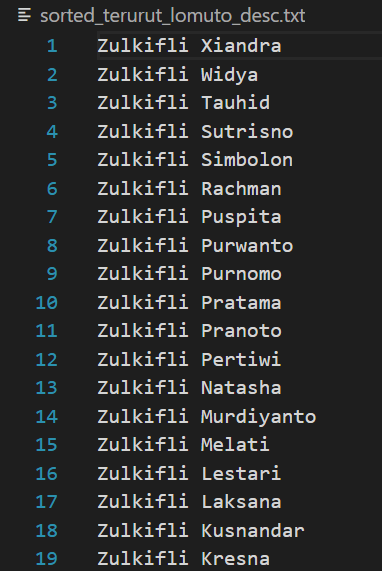 sorted_terurut_lomuto_desc.txt
1 Zulkifli Xiandra
2 Zulkifli Widya
3 Zulkifli Tauhid
4 Zulkifli Sutrisno
5 Zulkifli Simbolon
6 Zulkifli Rachman
7 Zulkifli Puspita
8 Zulkifli Purwanto
9 Zulkifli Purnomo
10 Zulkifli Pratama
11 Zulkifli Pranoto
12 Zulkifli Pertiwi
13 Zulkifli Natasha
14 Zulkifli Murdiyanto
15 Zulkifli Melati
16 Zulkifli Lestari
17 Zulkifli Laksana
18 Zulkifli Kusnandar
19 Zulkifli Kresna